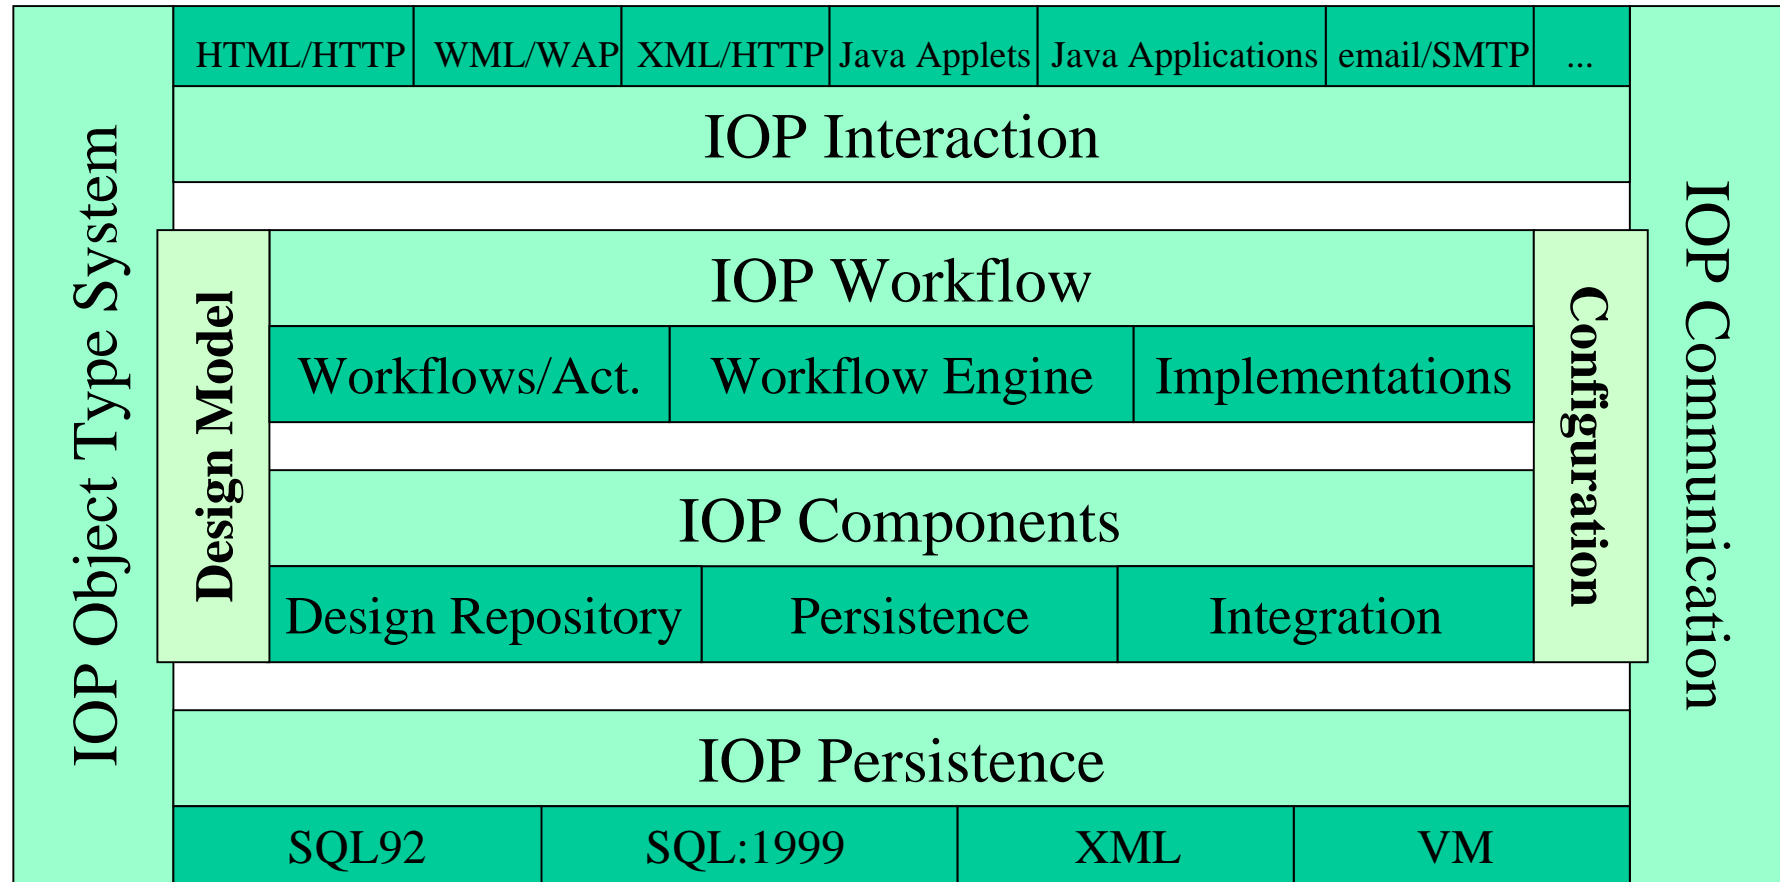 HTML/HTTP
WML/WAP
XML/HTTP
Java Applets
Java Applications
email/SMTP
...
IOP Interaction
IOP Object Type System
Design Model
IOP Workflow
Workflows/Act.
Workflow Engine
Implementations
IOP Components
Design Repository
Persistence
Integration
Configuration
IOP Communication
IOP Persistence
SQL92
SQL:1999
XML
VM